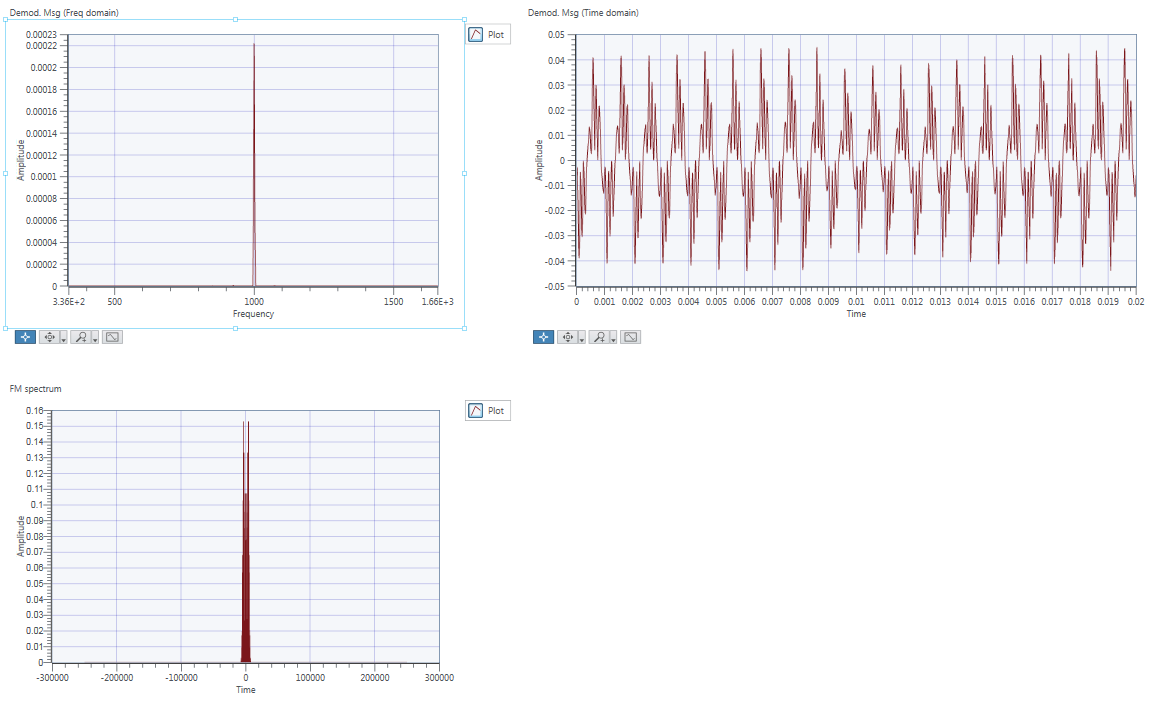 Demod. Msg (Freq domain)
Plot
0.00023
0.00022
0.0002
0.00018
0.00016
0.00014
0.00012
0.0001
0.00008
0.00006
0.00004
0.00002
0
Amplitude
3.36E+2 500 1000 1500 1.66E+3
Frequency
Demod. Msg (Time domain)
0.05
0.04
0.03
0.02
0.01
0
-0.01
-0.02
-0.03
-0.04
-0.05
Amplitude
0 0.001 0.002 0.003 0.004 0.005 0.006 0.007 0.008 0.009 0.01 0.011 0.012 0.013 0.014 0.015 0.016 0.017 0.018 0.019 0.02
Time
FM spectrum
Plot
0.16
0.15
0.14
0.13
0.12
0.11
0.1
0.09
0.08
0.07
0.06
0.05
0.04
0.03
0.02
0.01
0
Amplitude
-300000 -200000 -100000 0 100000 200000 300000
Time